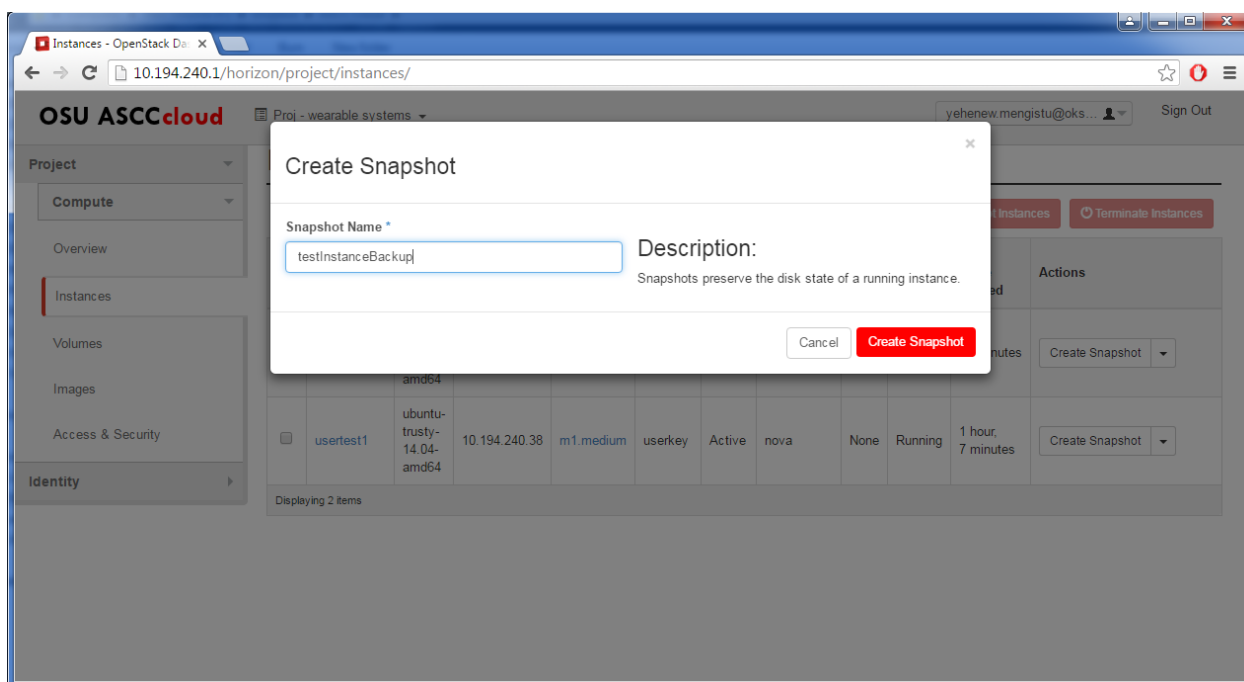 Instances - OpenStack Da
10.194.240.1/horizon/project/instances/
OSU ASCCcloud
Proj - wearable systems
yehenew.mengistu@oks...
Sign Out
Project
Compute
Overview
Instances
Volumes
Images
Access & Security
Identity
Create Snapshot
Snapshot Name *
testInstanceBackup
Description:
Snapshots preserve the disk state of a running instance.
Cancel
Create Snapshot
Instances
Terminate Instances
Actions
amd64
nutes
Create Snapshot
usertest1
ubuntu-
trusty-
14.04-
amd64
10.194.240.38
m1.medium
userkey
Active
nova
None
Running
1 hour,
7 minutes
Create Snapshot
Displaying 2 items